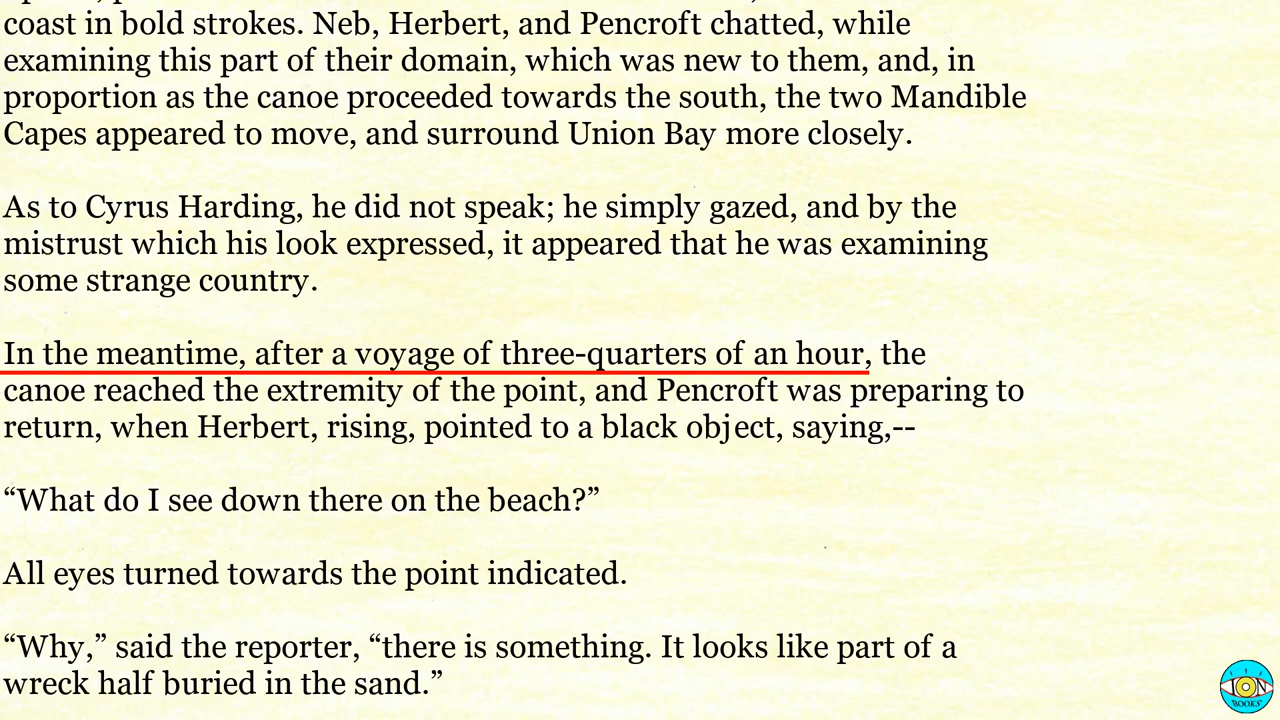 coast in bold strokes. Neb, Herbert, and Pencroft chatted, while
examining this part of their domain, which was new to them, and, in
proportion as the canoe proceeded towards the south, the two Mandible
Capes appeared to move, and surround Union Bay more closely.
As to Cyrus Harding, he did not speak; he simply gazed, and by the
mistrust which his look expressed, it appeared that he was examining
some strange country.
In the meantime, after a voyage of three-quarters of an hour, the
canoe reached the extremity of the point, and Pencroft was preparing to
return, when Herbert, rising, pointed to a black object, saying,--
“What do I see down there on the beach?”
All eyes turned towards the point indicated.
“Why,” said the reporter, “there is something. It looks like part of a
wreck half buried in the sand.”
ION
BOOKS